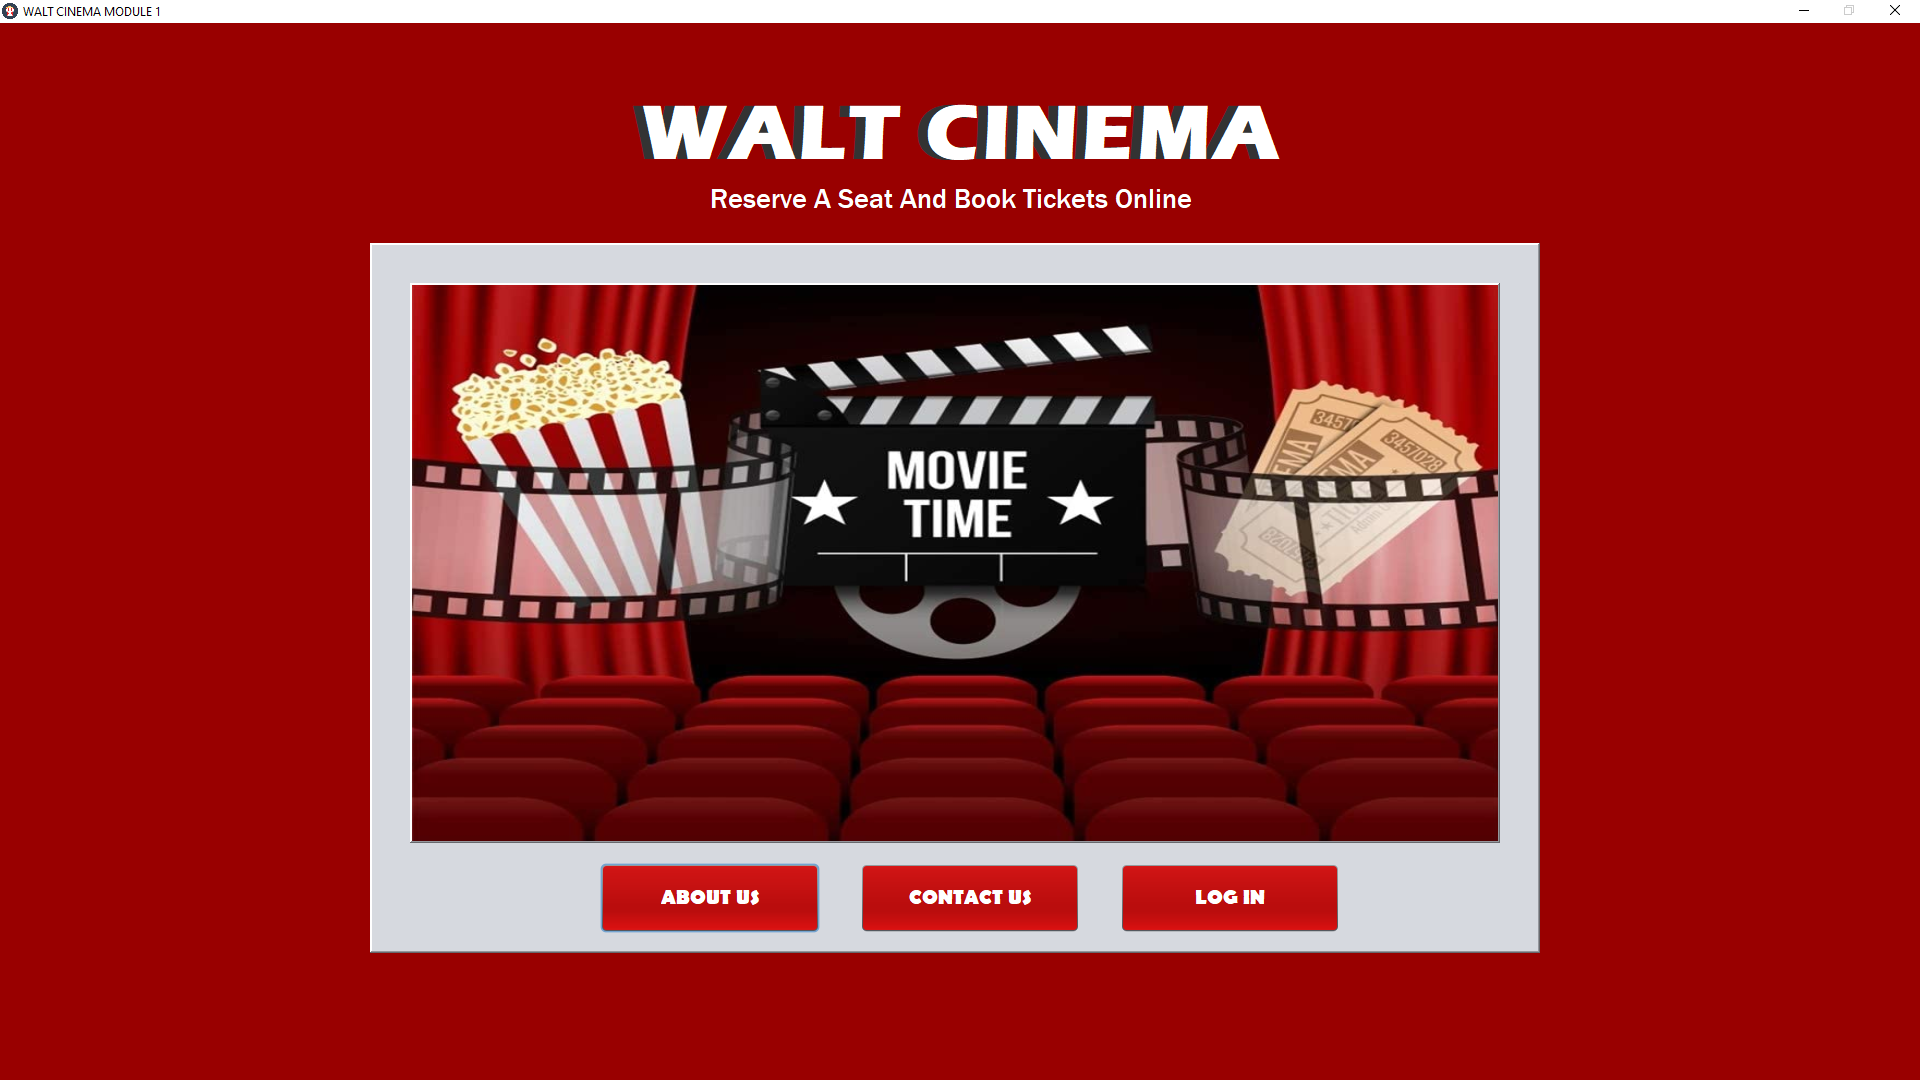 WALT CINEMA MODULE 1
WALT CINEMA
Reserve A Seat And Book Tickets Online
MOVIE
TIME
3457
3457028
ABOUT US
CONTACT US
LOG IN